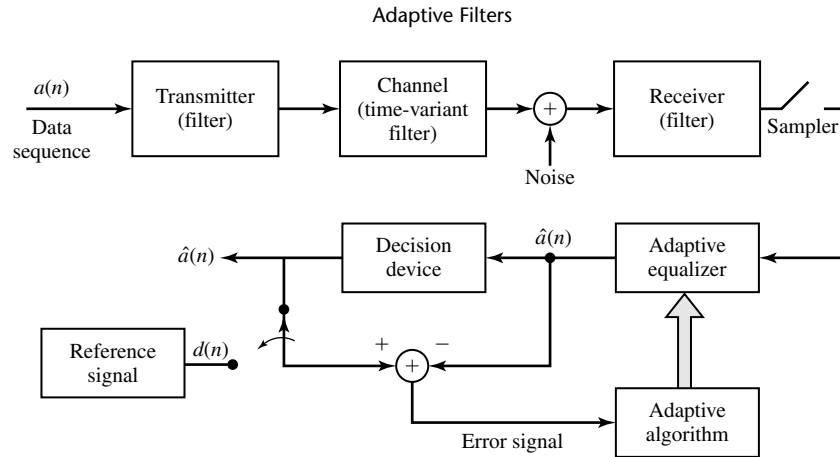 Adaptive Filters
a(n)
Data
sequence
Transmitter
(filter)
Channel
(time-variant
filter)
+
Noise
Receiver
(filter)
Sampler
â(n)
Decision
device
â(n)
Adaptive
equalizer
Reference
signal
d(n)
+
+
−
Error signal
Adaptive
algorithm